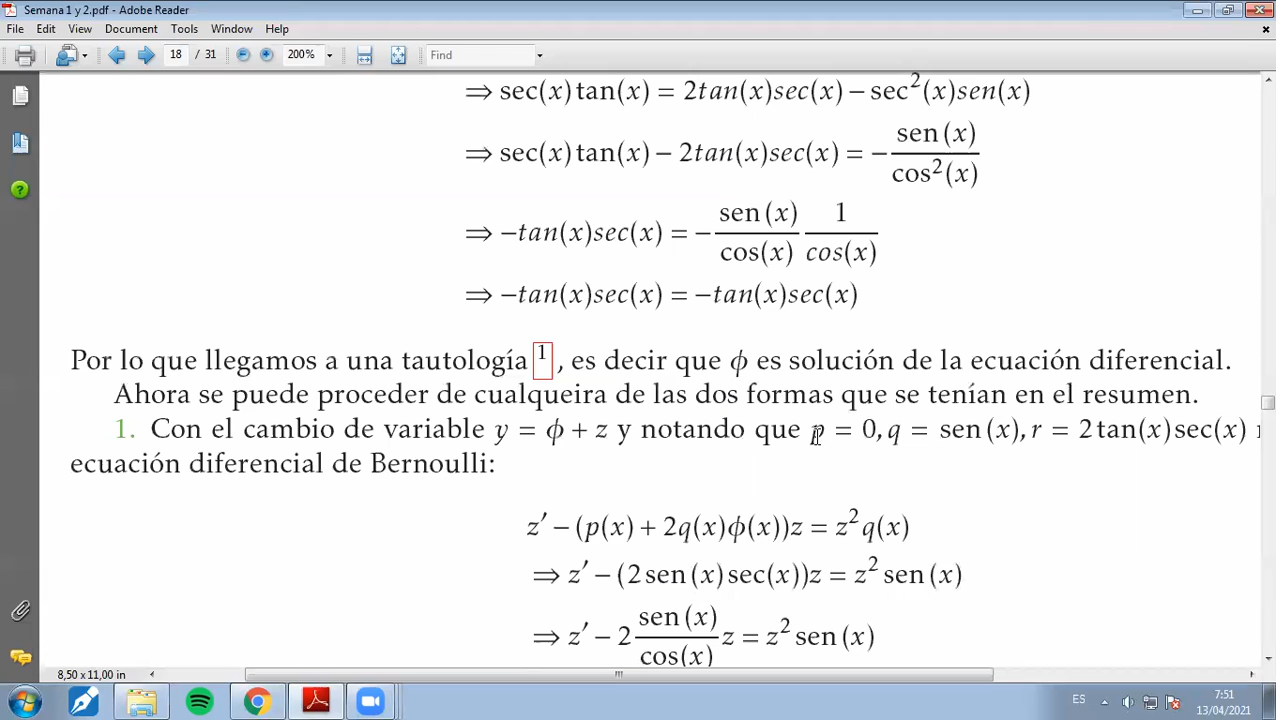 Semana 1 y 2.pdf - Adobe Reader
File Edit View Document Tools Window Help
18 / 31 200% Find
⇒ sec(x) tan(x) = 2tan(x)sec(x) − sec²(x)sen(x)
⇒ sec(x) tan(x) − 2tan(x)sec(x) = − sen(x) / cos²(x)
⇒ −tan(x)sec(x) = − sen(x) / cos(x) 1 / cos(x)
⇒ −tan(x)sec(x) = −tan(x)sec(x)
Por lo que llegamos a una tautología 1 , es decir que ϕ es solución de la ecuación diferencial.
Ahora se puede proceder de cualqueira de las dos formas que se tenían en el resumen.
1. Con el cambio de variable y = ϕ + z y notando que p = 0, q = sen(x), r = 2 tan(x) sec(x)
ecuación diferencial de Bernoulli:
z′ − (p(x) + 2q(x)ϕ(x))z = z²q(x)
⇒ z′ − (2 sen(x) sec(x))z = z² sen(x)
⇒ z′ − 2 sen(x) / cos(x) z = z² sen(x)
8,50 x 11,00 in
ES 7:51
13/04/2021